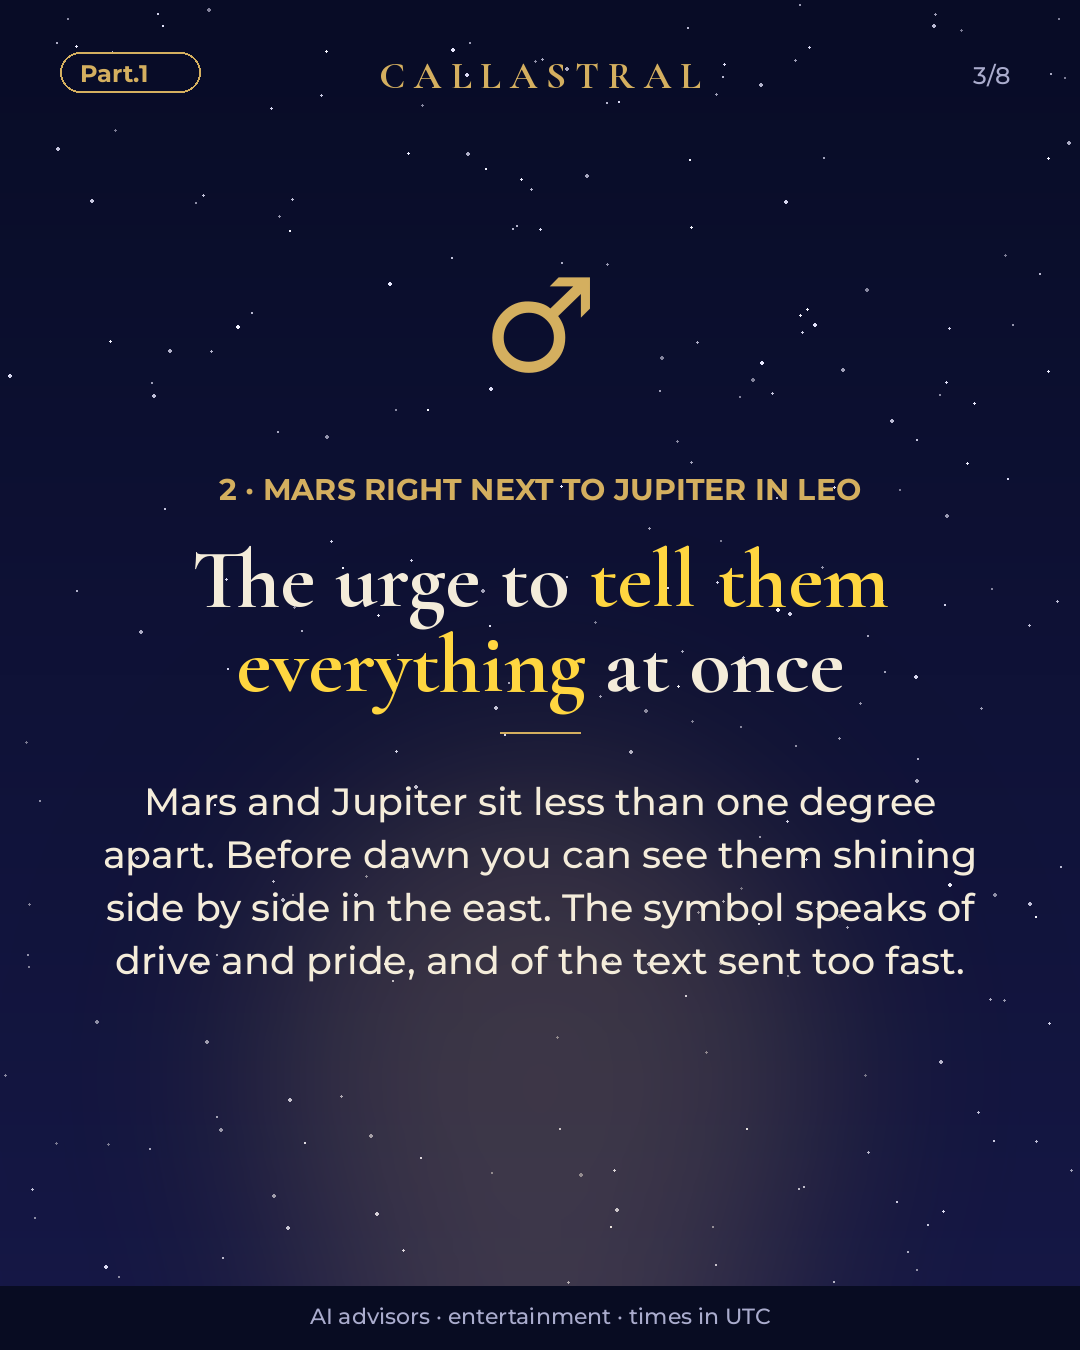 Part.1
CALLASTRAL
3/8
2 · MARS RIGHT NEXT TO JUPITER IN LEO
The urge to tell them
everything at once
Mars and Jupiter sit less than one degree
apart. Before dawn you can see them shining
side by side in the east. The symbol speaks of
drive and pride, and of the text sent too fast.
AI advisors · entertainment · times in UTC